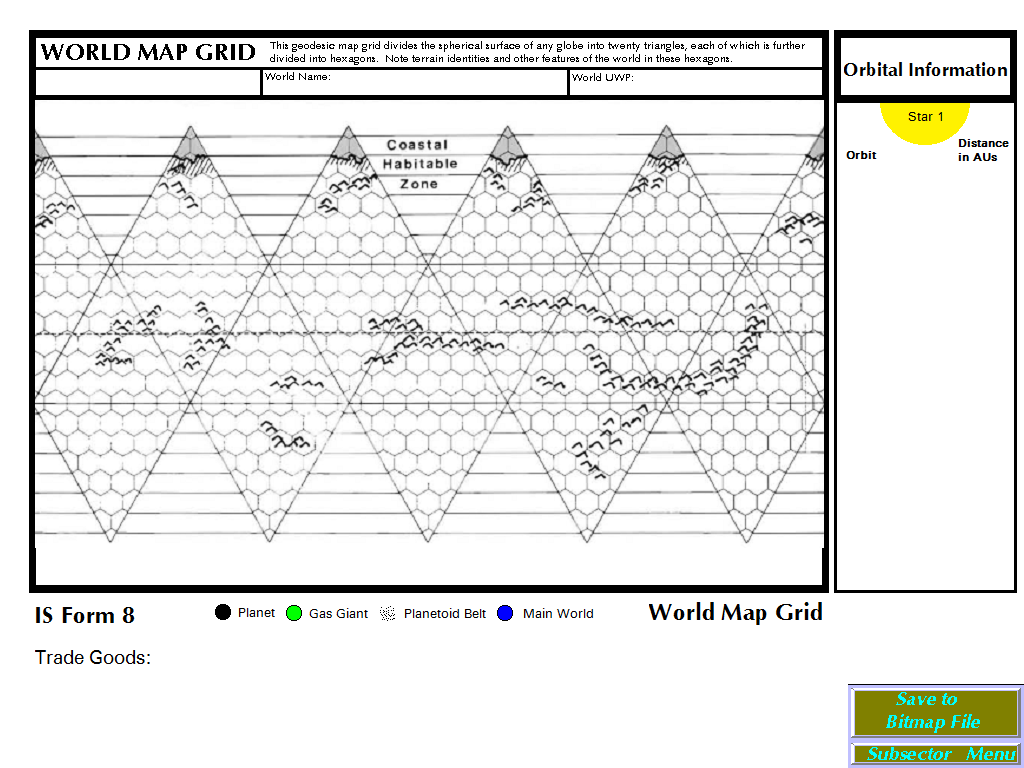 WORLD MAP GRID
This geodesic map grid divides the spherical surface of any globe into twenty triangles, each of which is further
divided into hexagons. Note terrain identities and other features of the world in these hexagons.
World Name:
World UWP:
Coastal
Habitable
Zone
Orbital Information
Star 1
Orbit
Distance
in AUs
IS Form 8
Planet
Gas Giant
Planetoid Belt
Main World
World Map Grid
Trade Goods:
Save to
Bitmap File
Subsector Menu